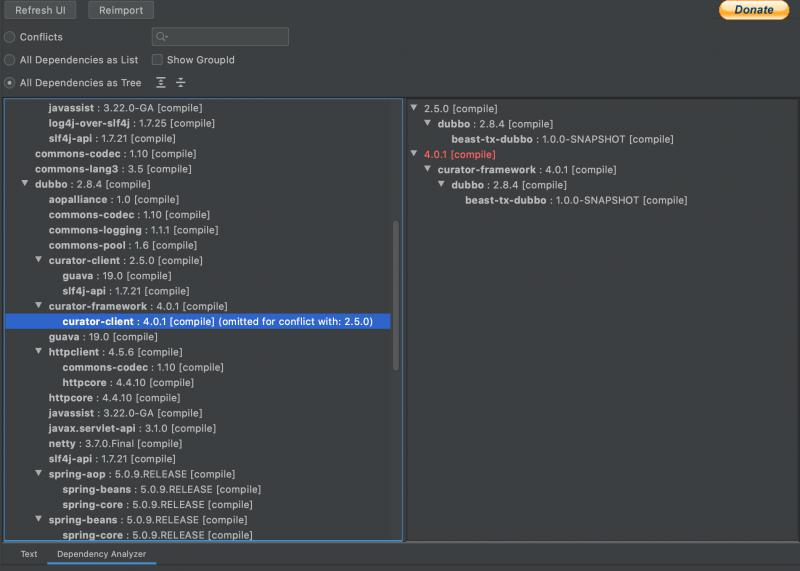 Refresh UI
Reimport
Donate
Conflicts
All Dependencies as List
Show GroupId
All Dependencies as Tree
javassist : 3.22.0-GA [compile]
log4j-over-slf4j : 1.7.25 [compile]
slf4j-api : 1.7.21 [compile]
commons-codec : 1.10 [compile]
commons-lang3 : 3.5 [compile]
dubbo : 2.8.4 [compile]
aopalliance : 1.0 [compile]
commons-codec : 1.10 [compile]
commons-logging : 1.1.1 [compile]
commons-pool : 1.6 [compile]
curator-client : 2.5.0 [compile]
guava : 19.0 [compile]
slf4j-api : 1.7.21 [compile]
curator-framework : 4.0.1 [compile]
curator-client : 4.0.1 [compile] (omitted for conflict with: 2.5.0)
guava : 19.0 [compile]
httpclient : 4.5.6 [compile]
commons-codec : 1.10 [compile]
httpcore : 4.4.10 [compile]
httpcore : 4.4.10 [compile]
javassist : 3.22.0-GA [compile]
javax.servlet-api : 3.1.0 [compile]
netty : 3.7.0.Final [compile]
slf4j-api : 1.7.21 [compile]
spring-aop : 5.0.9.RELEASE [compile]
spring-beans : 5.0.9.RELEASE [compile]
spring-core : 5.0.9.RELEASE [compile]
spring-beans : 5.0.9.RELEASE [compile]
spring-core : 5.0.9.RELEASE [compile]
2.5.0 [compile]
dubbo : 2.8.4 [compile]
beast-tx-dubbo : 1.0.0-SNAPSHOT [compile]
4.0.1 [compile]
curator-framework : 4.0.1 [compile]
dubbo : 2.8.4 [compile]
beast-tx-dubbo : 1.0.0-SNAPSHOT [compile]
Text
Dependency Analyzer